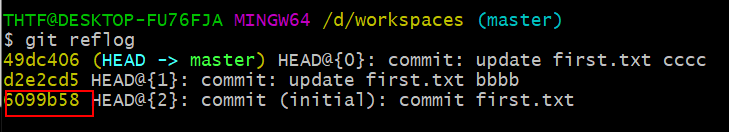 THTF@DESKTOP-FU76FJA MINGW64 /d/workspaces (master)
$ git reflog
49dc406 (HEAD -> master) HEAD@{0}: commit: update first.txt cccc
d2e2cd5 HEAD@{1}: commit: update first.txt bbbb
6099b58 HEAD@{2}: commit (initial): commit first.txt